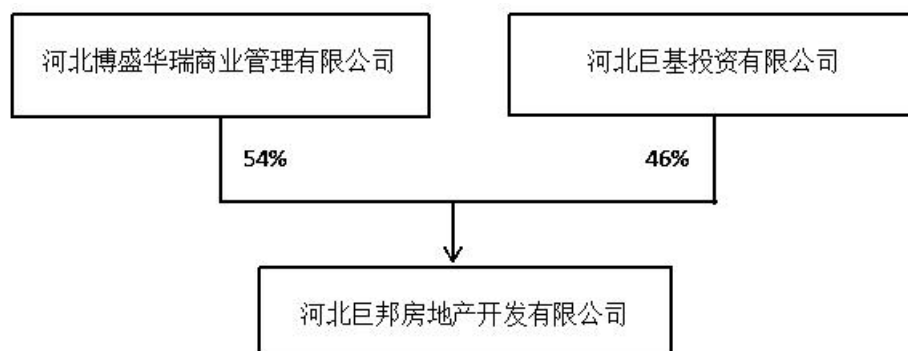 河北博盛华瑞商业管理有限公司
河北巨基投资有限公司
54%
46%
河北巨邦房地产开发有限公司